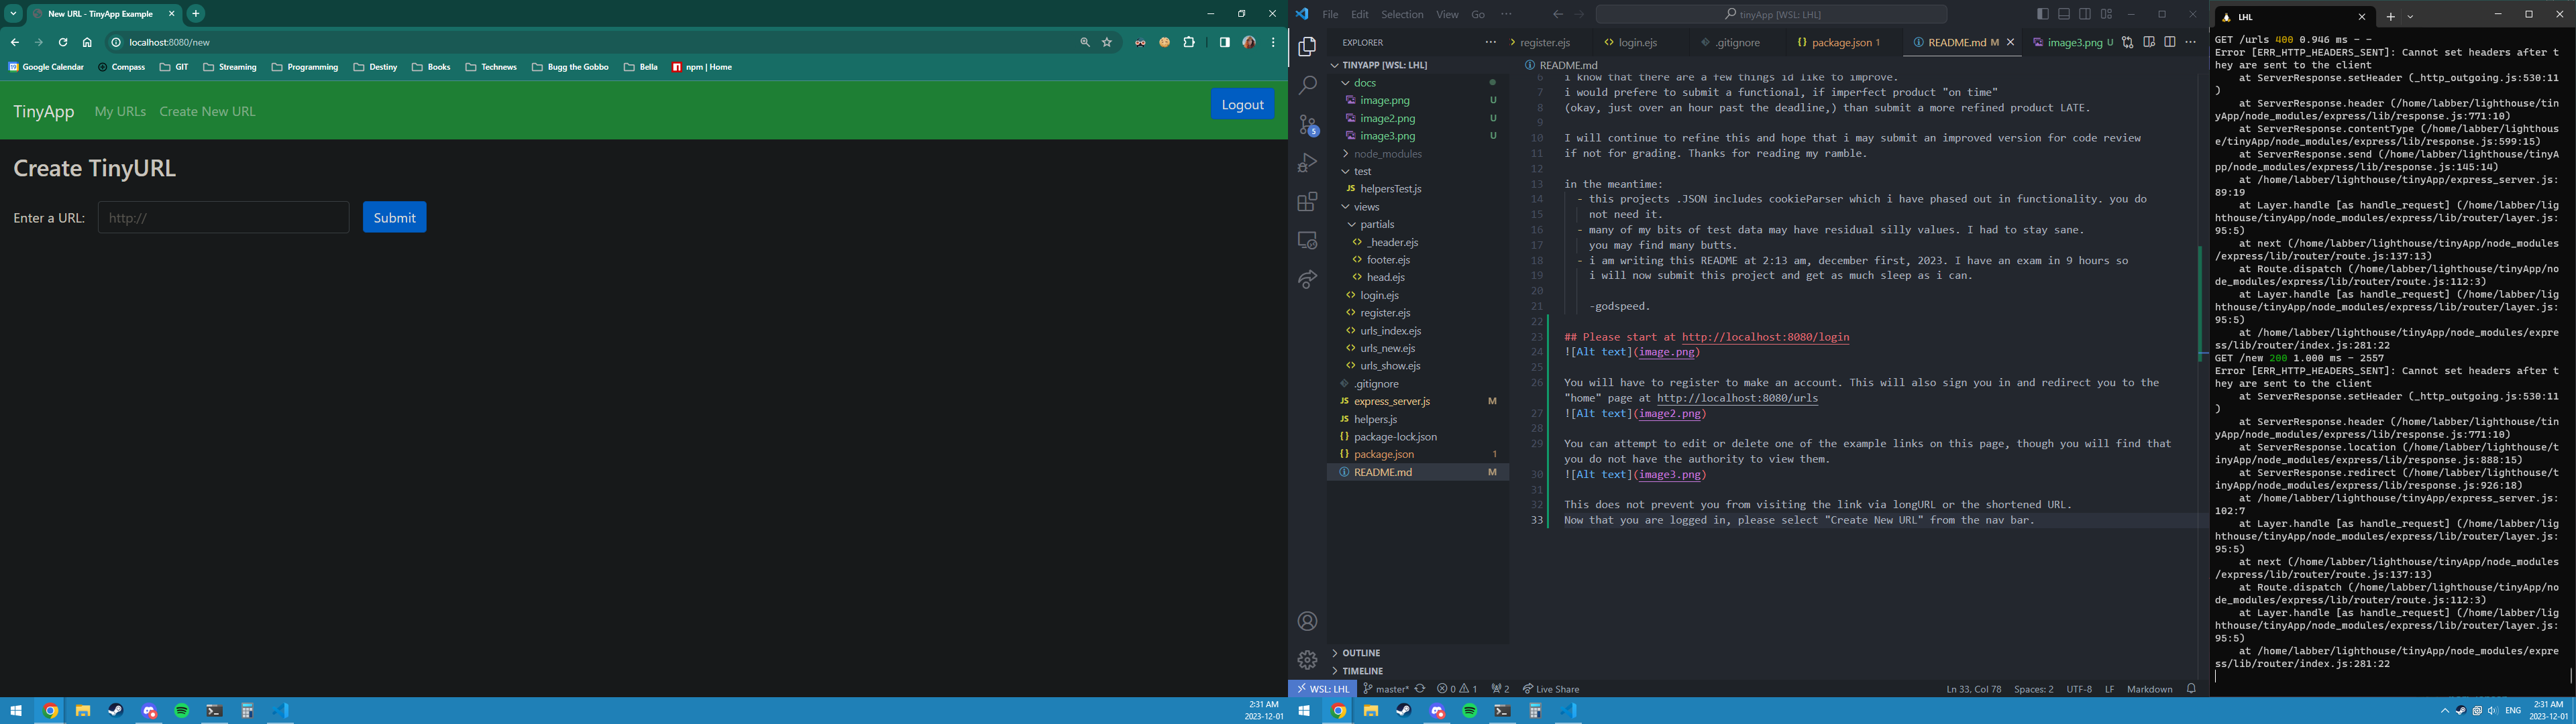 New URL - TinyApp Example
localhost:8080/new
Google Calendar
Compass
GIT
Streaming
Programming
Destiny
Books
Technews
Bugg the Gobbo
Bella
npm | Home
TinyApp
My URLs
Create New URL
Logout
Create TinyURL
Enter a URL:
http://
Submit
2:31 AM
2023-12-01
File Edit Selection View Go
tinyApp [WSL: LHL]
EXPLORER
TINYAPP [WSL: LHL]
docs
image.png U
image2.png U
image3.png U
node_modules
test
JS helpersTest.js
views
partials
_header.ejs
footer.ejs
head.ejs
login.ejs
register.ejs
urls_index.ejs
urls_new.ejs
urls_show.ejs
.gitignore
JS express_server.js M
JS helpers.js
{} package-lock.json
{} package.json 1
README.md M
OUTLINE
TIMELINE
5
register.ejs
login.ejs
.gitignore
{} package.json 1
README.md M
image3.png U
README.md
6 i know that there are a few things id like to improve.
7 i would prefere to submit a functional, if imperfect product "on time"
8 (okay, just over an hour past the deadline,) than submit a more refined product LATE.
9
10 I will continue to refine this and hope that i may submit an improved version for code review
11 if not for grading. Thanks for reading my ramble.
12
13 in the meantime:
14 - this projects .JSON includes cookieParser which i have phased out in functionality. you do
15 not need it.
16 - many of my bits of test data may have residual silly values. I had to stay sane.
17 you may find many butts.
18 - i am writing this README at 2:13 am, december first, 2023. I have an exam in 9 hours so
19 i will now submit this project and get as much sleep as i can.
20
21 -godspeed.
22
23 ## Please start at http://localhost:8080/login
24 ![Alt text](image.png)
25
26 You will have to register to make an account. This will also sign you in and redirect you to the
"home" page at http://localhost:8080/urls
27 ![Alt text](image2.png)
28
29 You can attempt to edit or delete one of the example links on this page, though you will find that
you do not have the authority to view them.
30 ![Alt text](image3.png)
31
32 This does not prevent you from visiting the link via longURL or the shortened URL.
33 Now that you are logged in, please select "Create New URL" from the nav bar.
WSL: LHL
master*
0 1
2
Live Share
Ln 33, Col 78
Spaces: 2
UTF-8
LF
Markdown
LHL
GET /urls 400 0.946 ms - -
Error [ERR_HTTP_HEADERS_SENT]: Cannot set headers after t
hey are sent to the client
at ServerResponse.setHeader (_http_outgoing.js:530:11
)
at ServerResponse.header (/home/labber/lighthouse/tin
yApp/node_modules/express/lib/response.js:771:10)
at ServerResponse.contentType (/home/labber/lighthous
e/tinyApp/node_modules/express/lib/response.js:599:15)
at ServerResponse.send (/home/labber/lighthouse/tinyA
pp/node_modules/express/lib/response.js:145:14)
at /home/labber/lighthouse/tinyApp/express_server.js:
89:19
at Layer.handle [as handle_request] (/home/labber/lig
hthouse/tinyApp/node_modules/express/lib/router/layer.js:
95:5)
at next (/home/labber/lighthouse/tinyApp/node_modules
/express/lib/router/route.js:137:13)
at Route.dispatch (/home/labber/lighthouse/tinyApp/no
de_modules/express/lib/router/route.js:112:3)
at Layer.handle [as handle_request] (/home/labber/lig
hthouse/tinyApp/node_modules/express/lib/router/layer.js:
95:5)
at /home/labber/lighthouse/tinyApp/node_modules/expre
ss/lib/router/index.js:281:22
GET /new 200 1.000 ms - 2557
Error [ERR_HTTP_HEADERS_SENT]: Cannot set headers after t
hey are sent to the client
at ServerResponse.setHeader (_http_outgoing.js:530:11
)
at ServerResponse.header (/home/labber/lighthouse/tin
yApp/node_modules/express/lib/response.js:771:10)
at ServerResponse.location (/home/labber/lighthouse/t
inyApp/node_modules/express/lib/response.js:888:15)
at ServerResponse.redirect (/home/labber/lighthouse/t
inyApp/node_modules/express/lib/response.js:926:18)
at /home/labber/lighthouse/tinyApp/express_server.js:
102:7
at Layer.handle [as handle_request] (/home/labber/lig
hthouse/tinyApp/node_modules/express/lib/router/layer.js:
95:5)
at next (/home/labber/lighthouse/tinyApp/node_modules
/express/lib/router/route.js:137:13)
at Route.dispatch (/home/labber/lighthouse/tinyApp/no
de_modules/express/lib/router/route.js:112:3)
at Layer.handle [as handle_request] (/home/labber/lig
hthouse/tinyApp/node_modules/express/lib/router/layer.js:
95:5)
at /home/labber/lighthouse/tinyApp/node_modules/expre
ss/lib/router/index.js:281:22
ENG
2:31 AM
2023-12-01